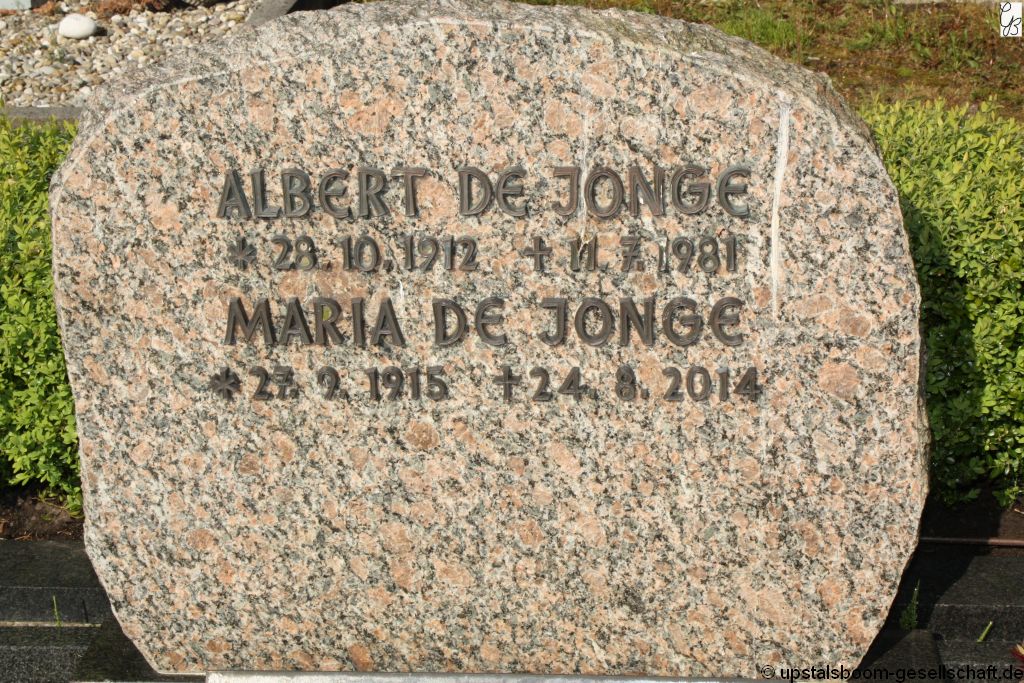 ALBERT DE JONGE
* 28. 10. 1912 † 11. 7. 1981
MARIA DE JONGE
* 27. 9. 1915 † 24. 8. 2014
© upstalsboom-gesellschaft.de